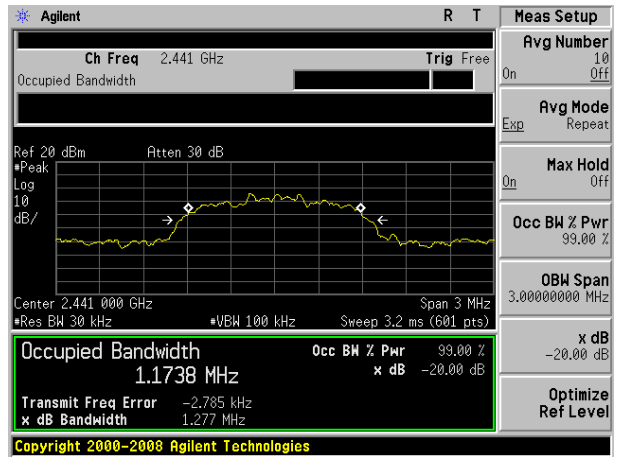 Agilent R T Meas Setup
Ch Freq 2.441 GHz Trig Free
Occupied Bandwidth
Avg Number
10
On Off
Avg Mode
Exp Repeat
Max Hold
On Off
Occ BW % Pwr
99.00 %
OBW Span
3.00000000 MHz
x dB
-20.00 dB
Optimize
Ref Level
Ref 20 dBm Atten 30 dB
#Peak
Log
10
dB/
Center 2.441 000 GHz Span 3 MHz
#Res BW 30 kHz #VBW 100 kHz Sweep 3.2 ms (601 pts)
Occupied Bandwidth Occ BW % Pwr 99.00 %
1.1738 MHz x dB -20.00 dB
Transmit Freq Error -2.785 kHz
x dB Bandwidth 1.277 MHz
Copyright 2000-2008 Agilent Technologies